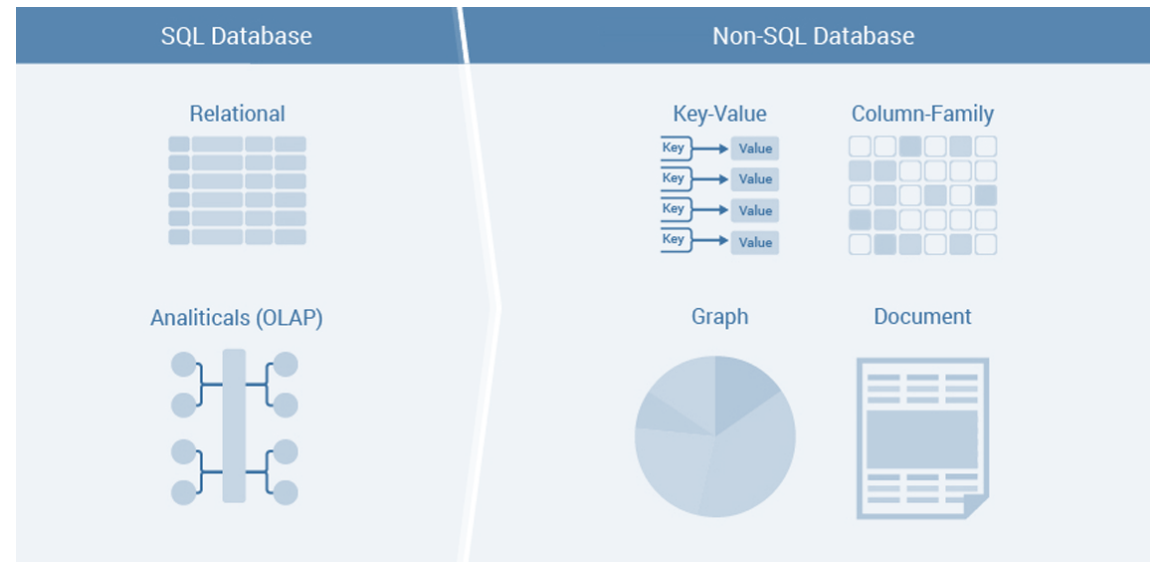 SQL Database
Non-SQL Database
Relational
Key-Value
Column-Family
Key Value
Key Value
Key Value
Key Value
Analiticals (OLAP)
Graph
Document